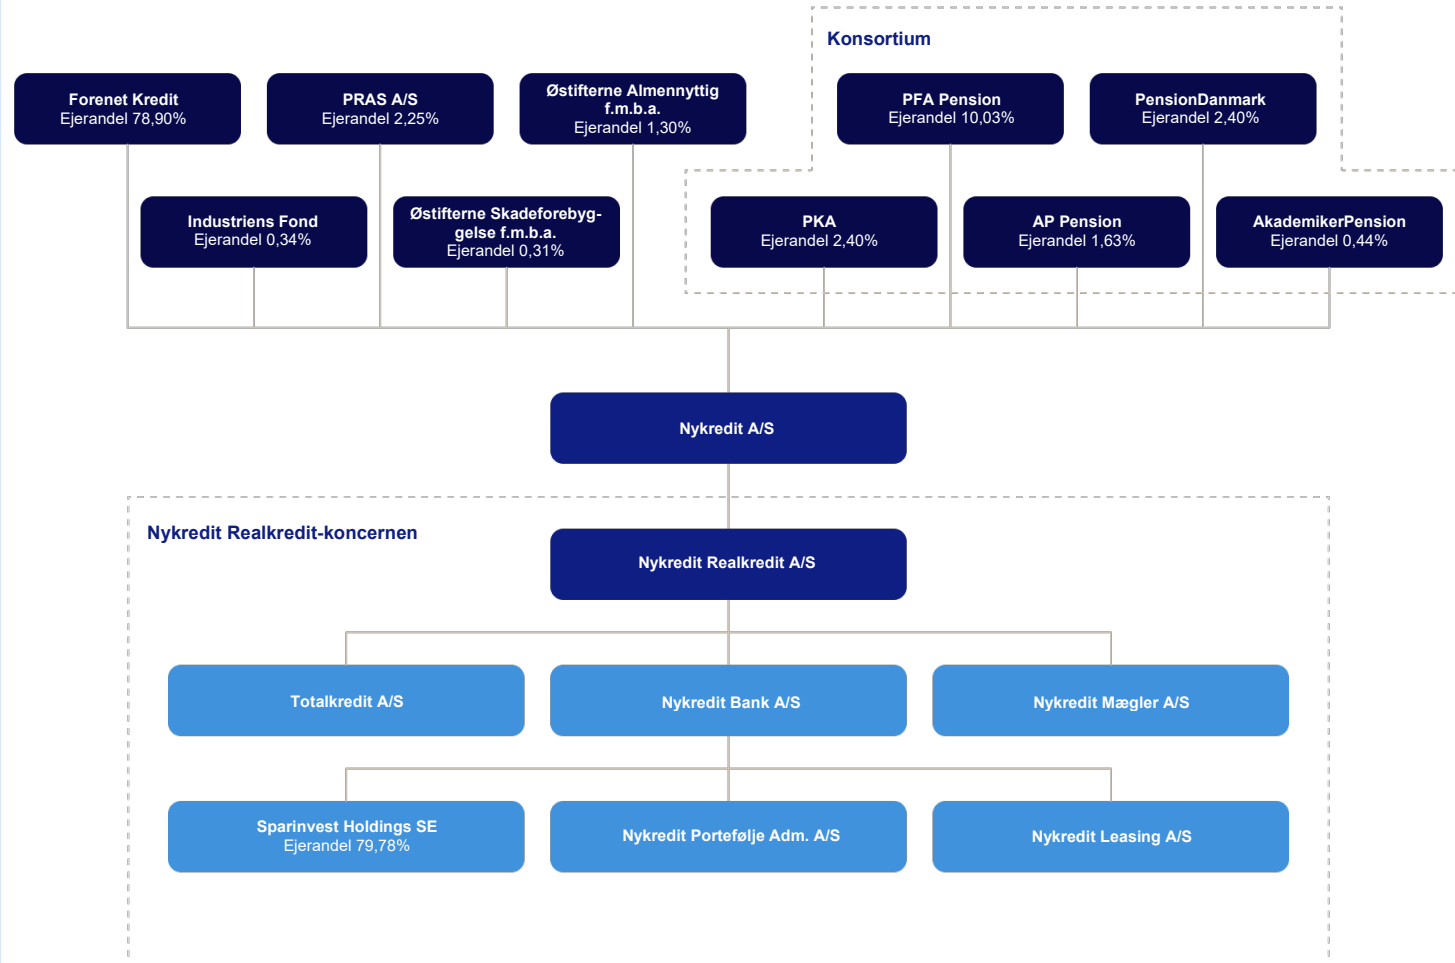 Konsortium
Forenet Kredit
Ejerandel 78,90%
PRAS A/S
Ejerandel 2,25%
Østifterne Almennyttig
f.m.b.a.
Ejerandel 1,30%
PFA Pension
Ejerandel 10,03%
PensionDanmark
Ejerandel 2,40%
Industriens Fond
Ejerandel 0,34%
Østifterne Skadeforebyg-
gelse f.m.b.a.
Ejerandel 0,31%
PKA
Ejerandel 2,40%
AP Pension
Ejerandel 1,63%
AkademikerPension
Ejerandel 0,44%
Nykredit A/S
Nykredit Realkredit-koncernen
Nykredit Realkredit A/S
Totalkredit A/S
Nykredit Bank A/S
Nykredit Mægler A/S
Sparinvest Holdings SE
Ejerandel 79,78%
Nykredit Portefølje Adm. A/S
Nykredit Leasing A/S